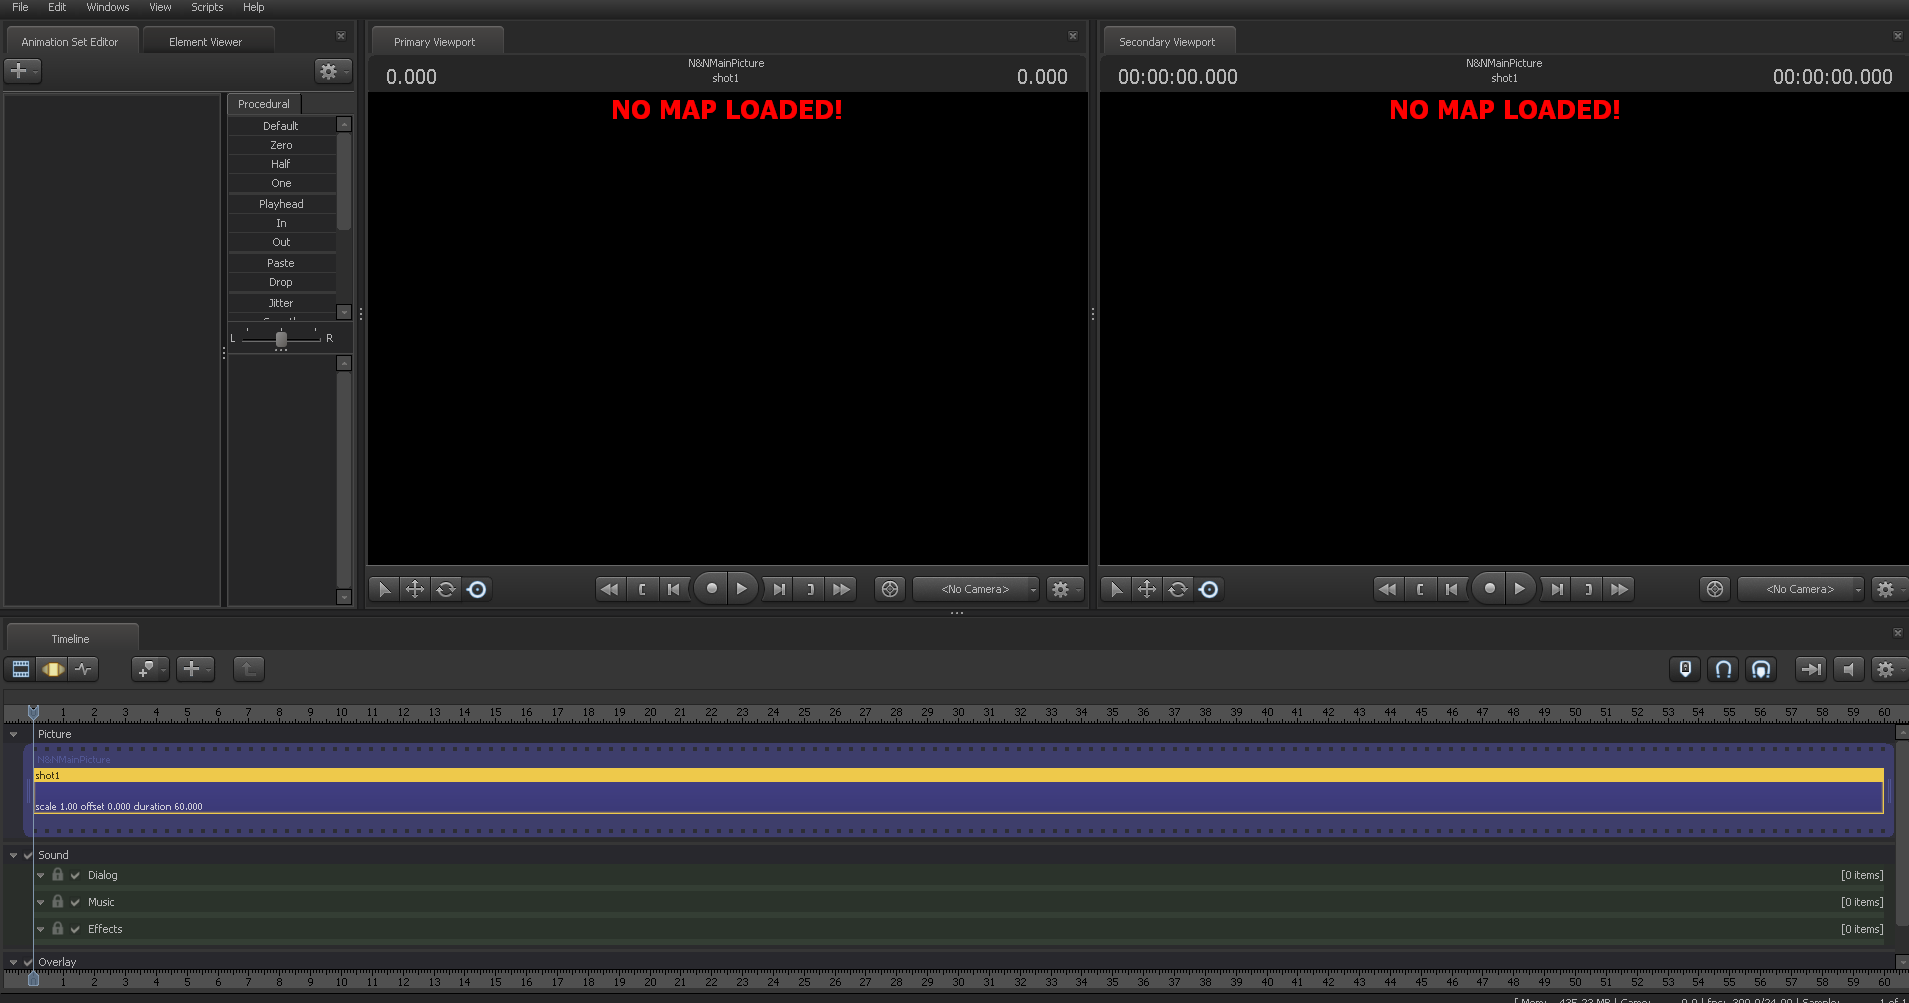 File Edit Windows View Scripts Help
Animation Set Editor Element Viewer
Primary Viewport
Secondary Viewport
0.000 N&NMainPicture 0.000
shot1
00:00:00.000 N&NMainPicture 00:00:00.000
shot1
NO MAP LOADED!
NO MAP LOADED!
Procedural
Default
Zero
Half
One
Playhead
In
Out
Paste
Drop
Jitter
L R
<No Camera>
<No Camera>
Timeline
1 2 3 4 5 6 7 8 9 10 11 12 13 14 15 16 17 18 19 20 21 22 23 24 25 26 27 28 29 30 31 32 33 34 35 36 37 38 39 40 41 42 43 44 45 46 47 48 49 50 51 52 53 54 55 56 57 58 59 60
Picture
N&NMainPicture
shot1
scale 1.00 offset 0.000 duration 60.000
Sound
Dialog [0 items]
Music [0 items]
Effects [0 items]
Overlay
1 2 3 4 5 6 7 8 9 10 11 12 13 14 15 16 17 18 19 20 21 22 23 24 25 26 27 28 29 30 31 32 33 34 35 36 37 38 39 40 41 42 43 44 45 46 47 48 49 50 51 52 53 54 55 56 57 58 59 60